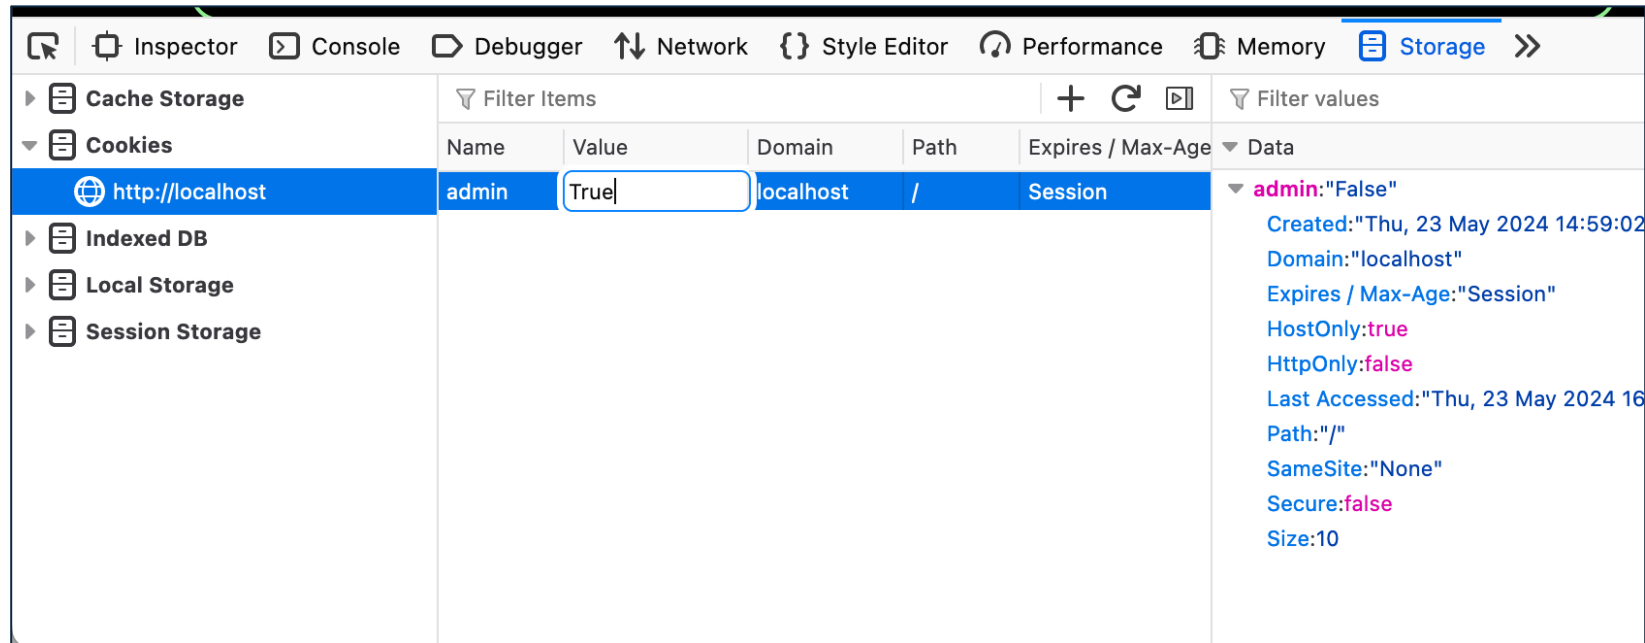 Inspector Console Debugger Network Style Editor Performance Memory Storage
Cache Storage
Cookies
http://localhost
Indexed DB
Local Storage
Session Storage
Filter Items
Name Value Domain Path Expires / Max-Age
admin True localhost / Session
Filter values
Data
admin:"False"
Created:"Thu, 23 May 2024 14:59:02
Domain:"localhost"
Expires / Max-Age:"Session"
HostOnly:true
HttpOnly:false
Last Accessed:"Thu, 23 May 2024 16
Path:"/"
SameSite:"None"
Secure:false
Size:10